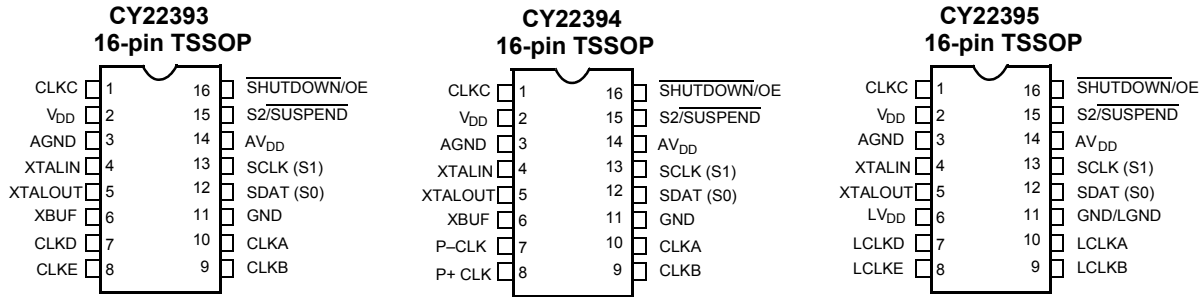 CY22393
16-pin TSSOP
CLKC 1 16 SHUTDOWN/OE
VDD 2 15 S2/SUSPEND
AGND 3 14 AVDD
XTALIN 4 13 SCLK (S1)
XTALOUT 5 12 SDAT (S0)
XBUF 6 11 GND
CLKD 7 10 CLKA
CLKE 8 9 CLKB
CY22394
16-pin TSSOP
CLKC 1 16 SHUTDOWN/OE
VDD 2 15 S2/SUSPEND
AGND 3 14 AVDD
XTALIN 4 13 SCLK (S1)
XTALOUT 5 12 SDAT (S0)
XBUF 6 11 GND
P–CLK 7 10 CLKA
P+ CLK 8 9 CLKB
CY22395
16-pin TSSOP
CLKC 1 16 SHUTDOWN/OE
VDD 2 15 S2/SUSPEND
AGND 3 14 AVDD
XTALIN 4 13 SCLK (S1)
XTALOUT 5 12 SDAT (S0)
LVDD 6 11 GND/LGND
LCLKD 7 10 LCLKA
LCLKE 8 9 LCLKB